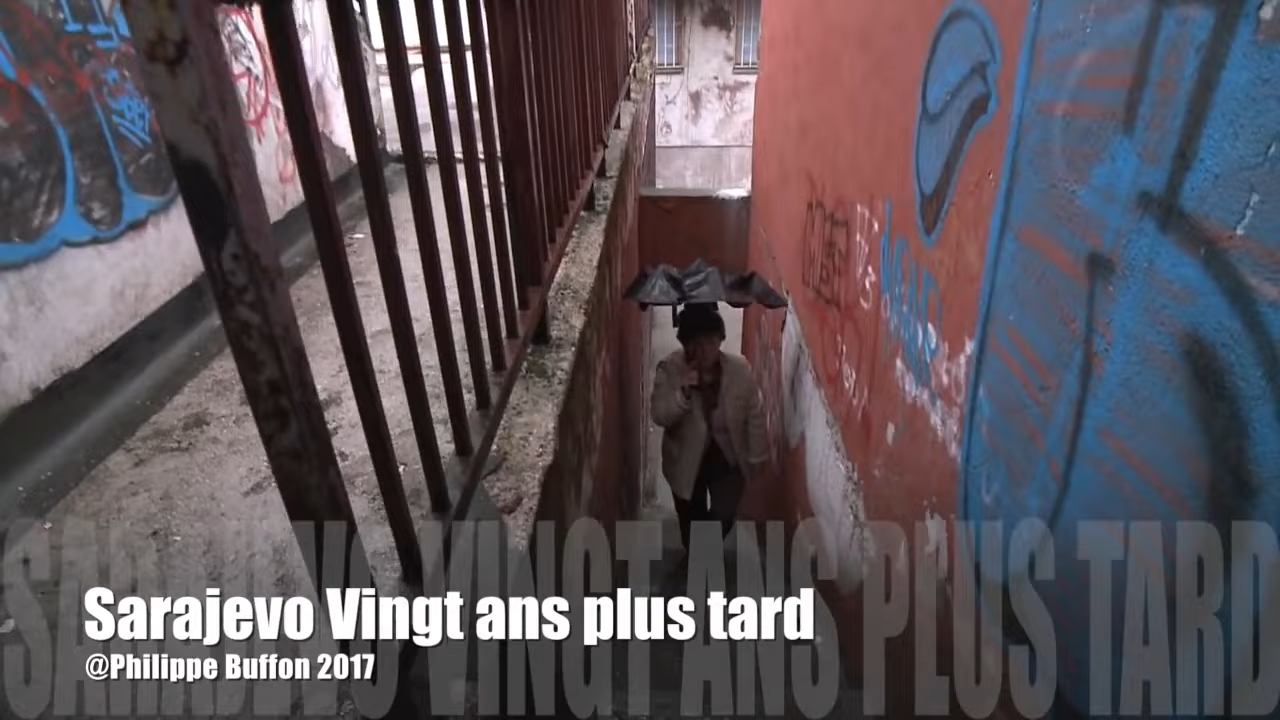 SARAJEVO VINGT ANS PLUS TARD
Sarajevo Vingt ans plus tard
@Philippe Buffon 2017